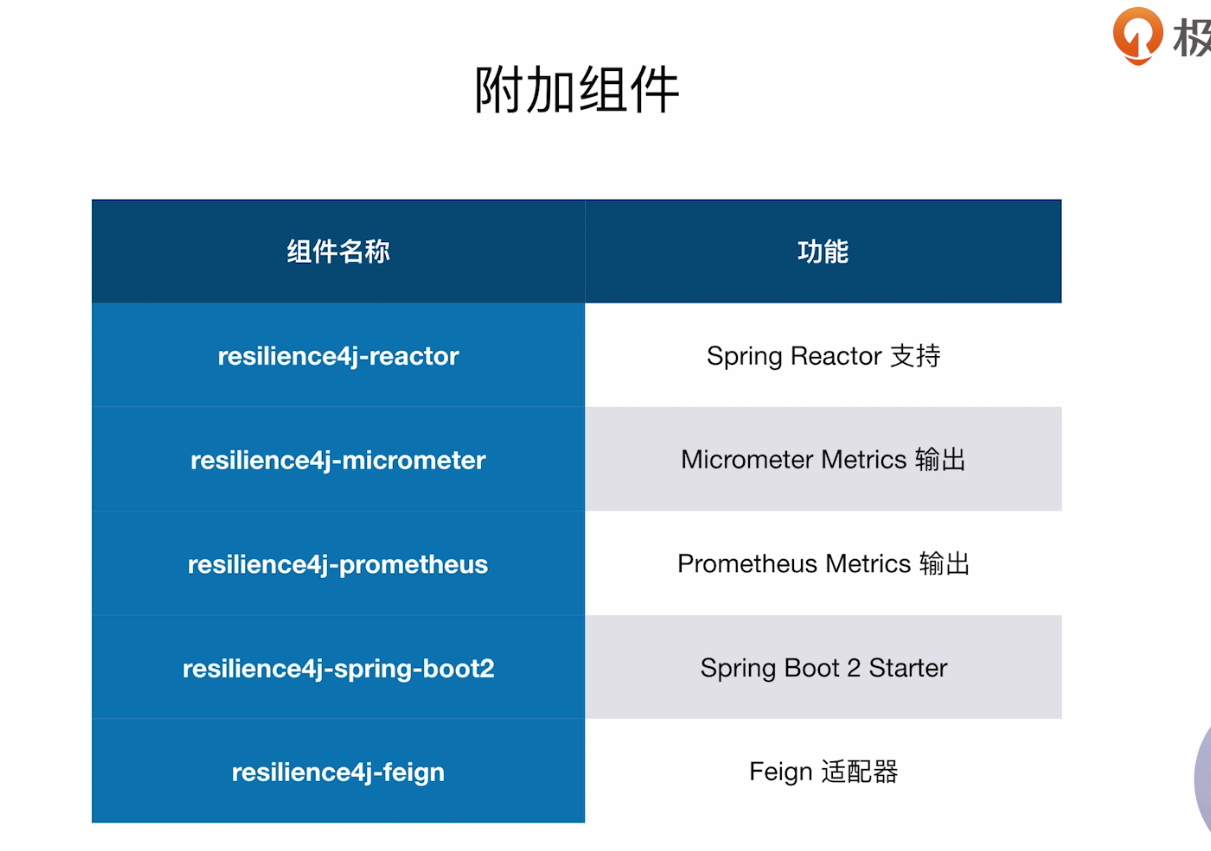 极
附加组件
组件名称 功能
resilience4j-reactor Spring Reactor 支持
resilience4j-micrometer Micrometer Metrics 输出
resilience4j-prometheus Prometheus Metrics 输出
resilience4j-spring-boot2 Spring Boot 2 Starter
resilience4j-feign Feign 适配器